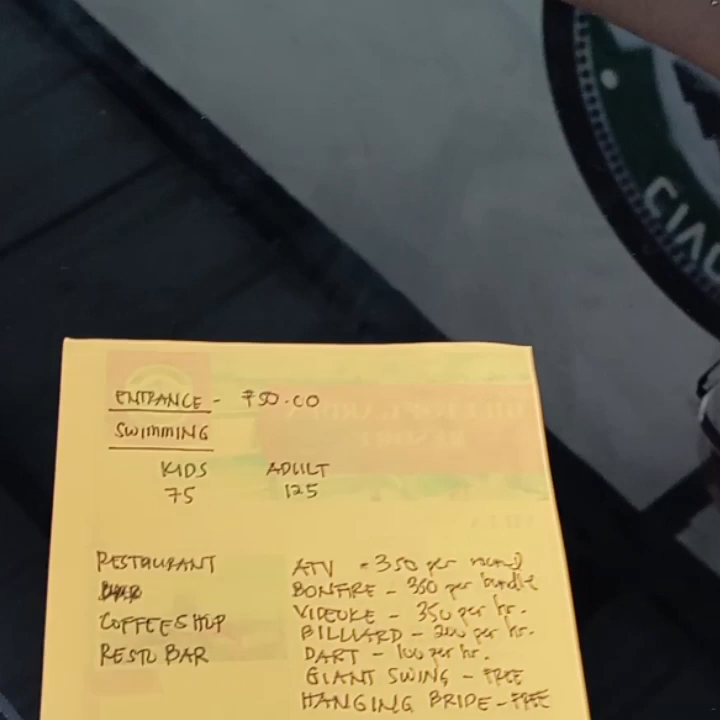 ENTRANCE - ₱50.00
SWIMMING
KIDS ADULT
75 125
RESTAURANT ATV - 350 per round
BONFIRE - 350 per bundle
COFFEE SHOP VIDEOKE - 350 per hr.
BILLIARD - 200 per hr.
RESTO BAR DART - 100 per hr.
GIANT SWING - FREE
HANGING BRIDE - FREE